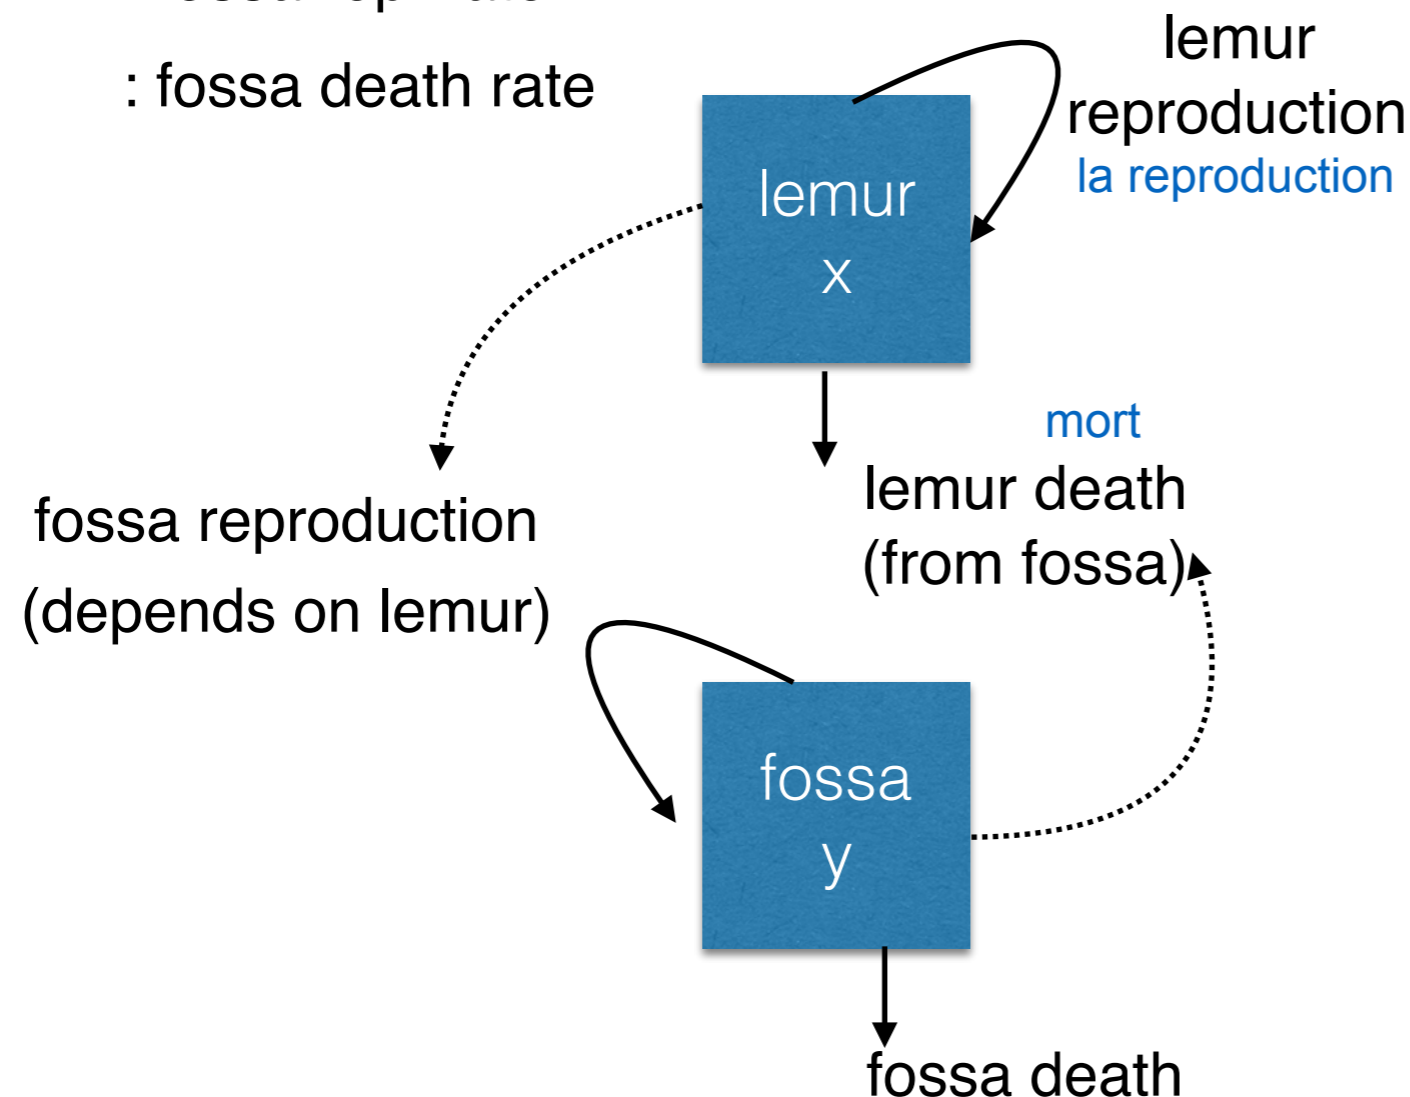 : fossa death rate
lemur
reproduction
la reproduction
lemur
x
mort
lemur death
(from fossa)
fossa reproduction
(depends on lemur)
fossa
y
fossa death